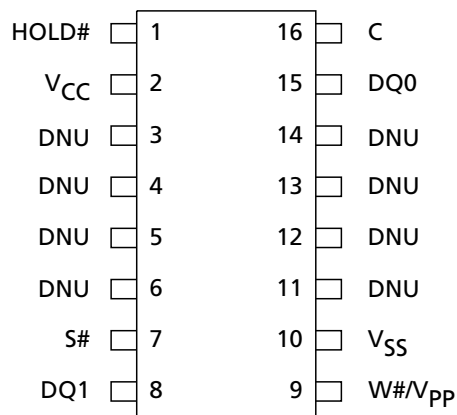 HOLD# 1 16 C
VCC 2 15 DQ0
DNU 3 14 DNU
DNU 4 13 DNU
DNU 5 12 DNU
DNU 6 11 DNU
S# 7 10 VSS
DQ1 8 9 W#/VPP